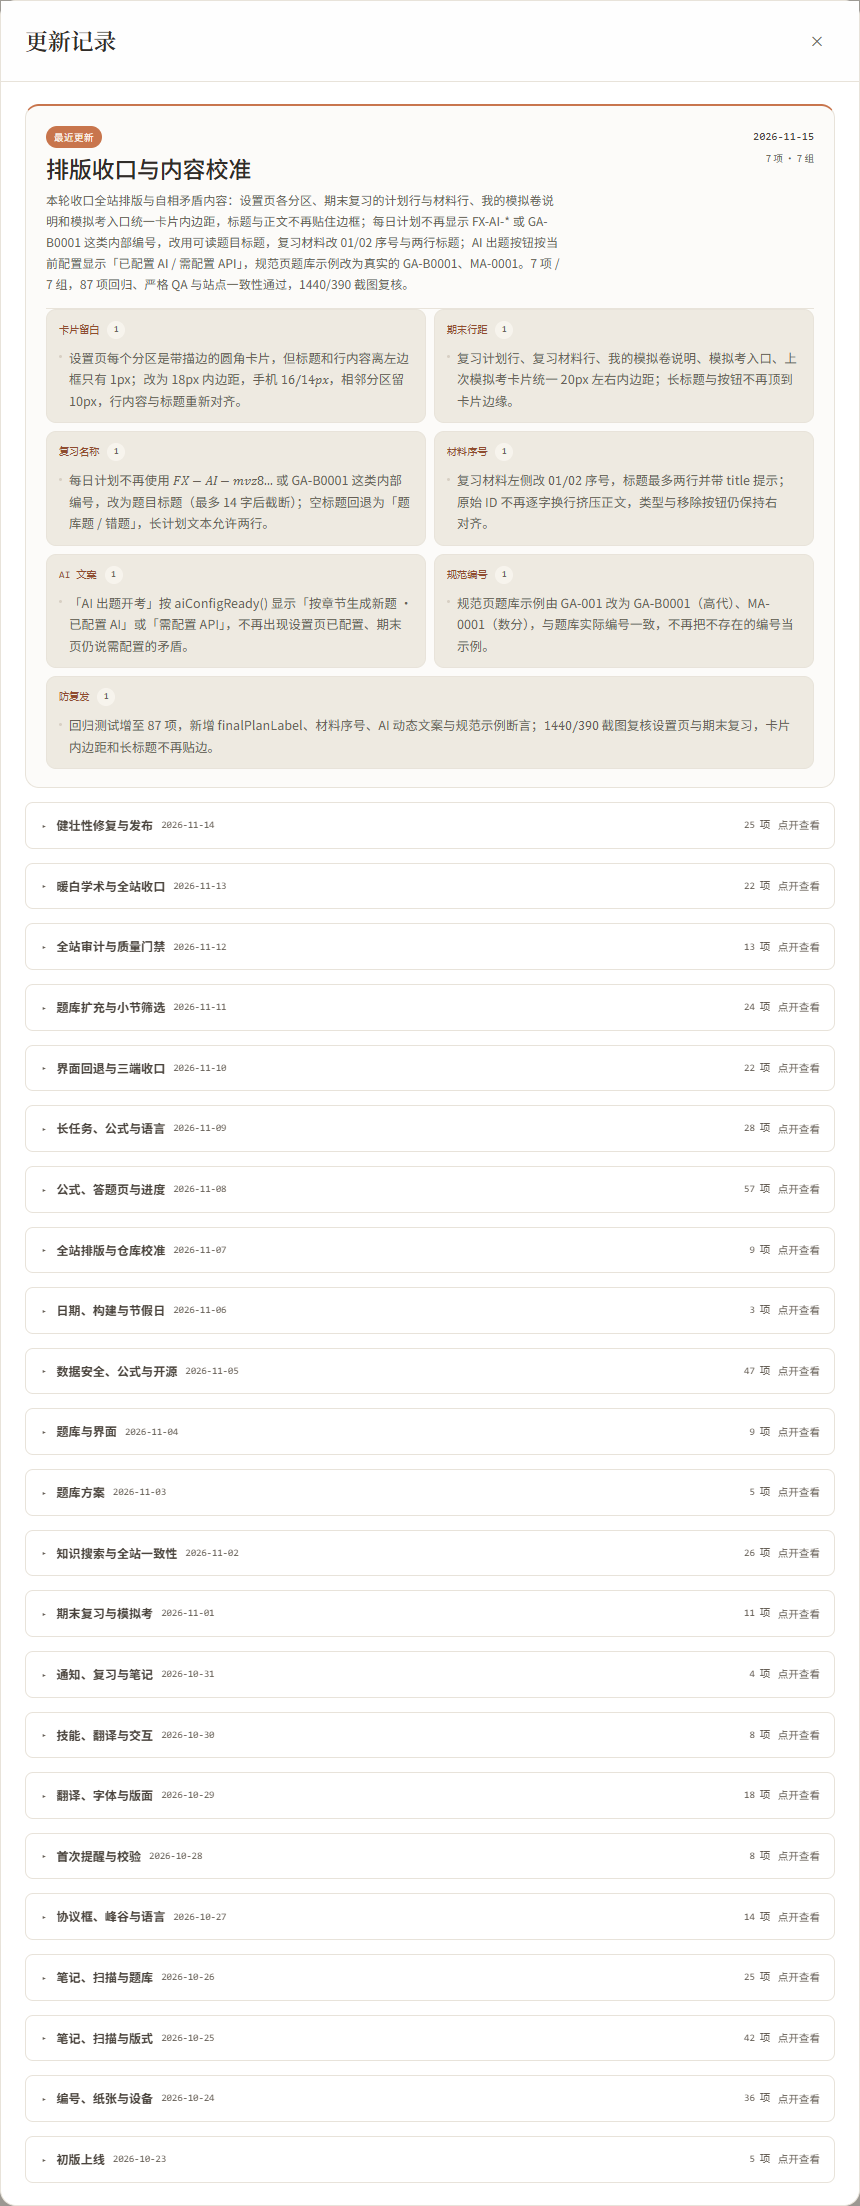 更新记录
×
最近更新
2026-11-15
排版收口与内容校准
7 项 · 7 组
本轮收口全站排版与自相矛盾内容：设置页各分区、期末复习的计划行与材料行、我的模拟卷说
明和模拟考入口统一卡片内边距，标题与正文不再贴住边框；每日计划不再显示 FX-AI-* 或 GA-
B0001 这类内部编号，改用可读题目标题，复习材料改 01/02 序号与两行标题；AI 出题按钮按当
前配置显示「已配置 AI / 需配置 API」，规范页题库示例改为真实的 GA-B0001、MA-0001。7 项 /
7 组，87 项回归、严格 QA 与站点一致性通过，1440/390 截图复核。
卡片留白 1
设置页每个分区是带描边的圆角卡片，但标题和行内容离左边
框只有 1px；改为 18px 内边距，手机 16/14px，相邻分区留
10px，行内容与标题重新对齐。
期末行距 1
复习计划行、复习材料行、我的模拟卷说明、模拟考入口、上
次模拟考卡片统一 20px 左右内边距；长标题与按钮不再顶到
卡片边缘。
复习名称 1
每日计划不再使用 FX − AI − mvz8... 或 GA-B0001 这类内部
编号，改为题目标题（最多 14 字后截断）；空标题回退为「题
库题 / 错题」，长计划文本允许两行。
材料序号 1
复习材料左侧改 01/02 序号，标题最多两行并带 title 提示；
原始 ID 不再逐字换行挤压正文，类型与移除按钮仍保持右
对齐。
AI 文案 1
「AI 出题开考」按 aiConfigReady() 显示「按章节生成新题 ·
已配置 AI」或「需配置 API」，不再出现设置页已配置、期末
页仍说需配置的矛盾。
规范编号 1
规范页题库示例由 GA-001 改为 GA-B0001（高代）、MA-
0001（数分），与题库实际编号一致，不再把不存在的编号当
示例。
防复发 1
回归测试增至 87 项，新增 finalPlanLabel、材料序号、AI 动态文案与规范示例断言；1440/390 截图复核设置页与期末复习，卡片
内边距和长标题不再贴边。
健壮性修复与发布 2026-11-14 25 项 点开查看
暖白学术与全站收口 2026-11-13 22 项 点开查看
全站审计与质量门禁 2026-11-12 13 项 点开查看
题库扩充与小节筛选 2026-11-11 24 项 点开查看
界面回退与三端收口 2026-11-10 22 项 点开查看
长任务、公式与语言 2026-11-09 28 项 点开查看
公式、答题页与进度 2026-11-08 57 项 点开查看
全站排版与仓库校准 2026-11-07 9 项 点开查看
日期、构建与节假日 2026-11-06 3 项 点开查看
数据安全、公式与开源 2026-11-05 47 项 点开查看
题库与界面 2026-11-04 9 项 点开查看
题库方案 2026-11-03 5 项 点开查看
知识搜索与全站一致性 2026-11-02 26 项 点开查看
期末复习与模拟考 2026-11-01 11 项 点开查看
通知、复习与笔记 2026-10-31 4 项 点开查看
技能、翻译与交互 2026-10-30 8 项 点开查看
翻译、字体与版面 2026-10-29 18 项 点开查看
首次提醒与校验 2026-10-28 8 项 点开查看
协议框、峰谷与语言 2026-10-27 14 项 点开查看
笔记、扫描与题库 2026-10-26 25 项 点开查看
笔记、扫描与版式 2026-10-25 42 项 点开查看
编号、纸张与设备 2026-10-24 36 项 点开查看
初版上线 2026-10-23 5 项 点开查看